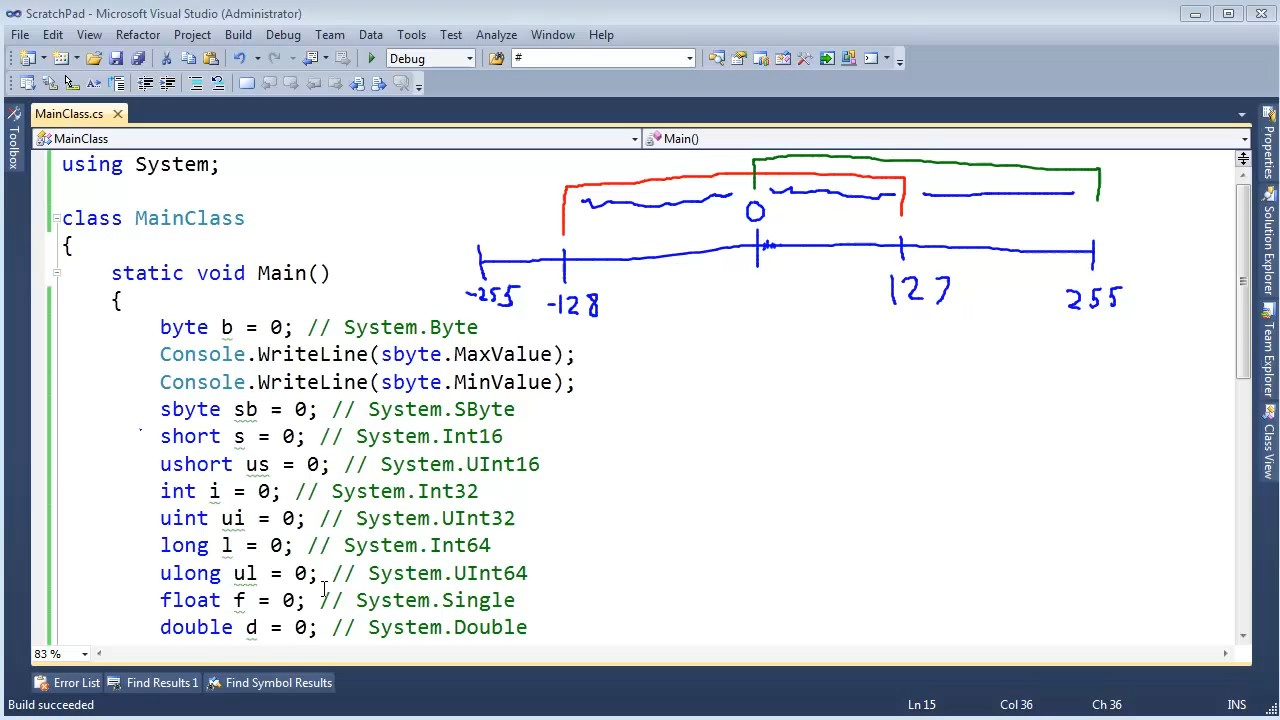 ScratchPad - Microsoft Visual Studio (Administrator)
File Edit View Refactor Project Build Debug Team Data Tools Test Analyze Window Help
Debug #
MainClass.cs
MainClass Main()
Toolbox
Properties
Solution Explorer
Team Explorer
Class View
using System;
class MainClass
{
static void Main()
{
0
-255 -128 127 255
byte b = 0; // System.Byte
Console.WriteLine(sbyte.MaxValue);
Console.WriteLine(sbyte.MinValue);
sbyte sb = 0; // System.SByte
short s = 0; // System.Int16
ushort us = 0; // System.UInt16
int i = 0; // System.Int32
uint ui = 0; // System.UInt32
long l = 0; // System.Int64
ulong ul = 0; // System.UInt64
float f = 0; // System.Single
double d = 0; // System.Double
83 %
Error List Find Results 1 Find Symbol Results
Build succeeded Ln 15 Col 36 Ch 36 INS